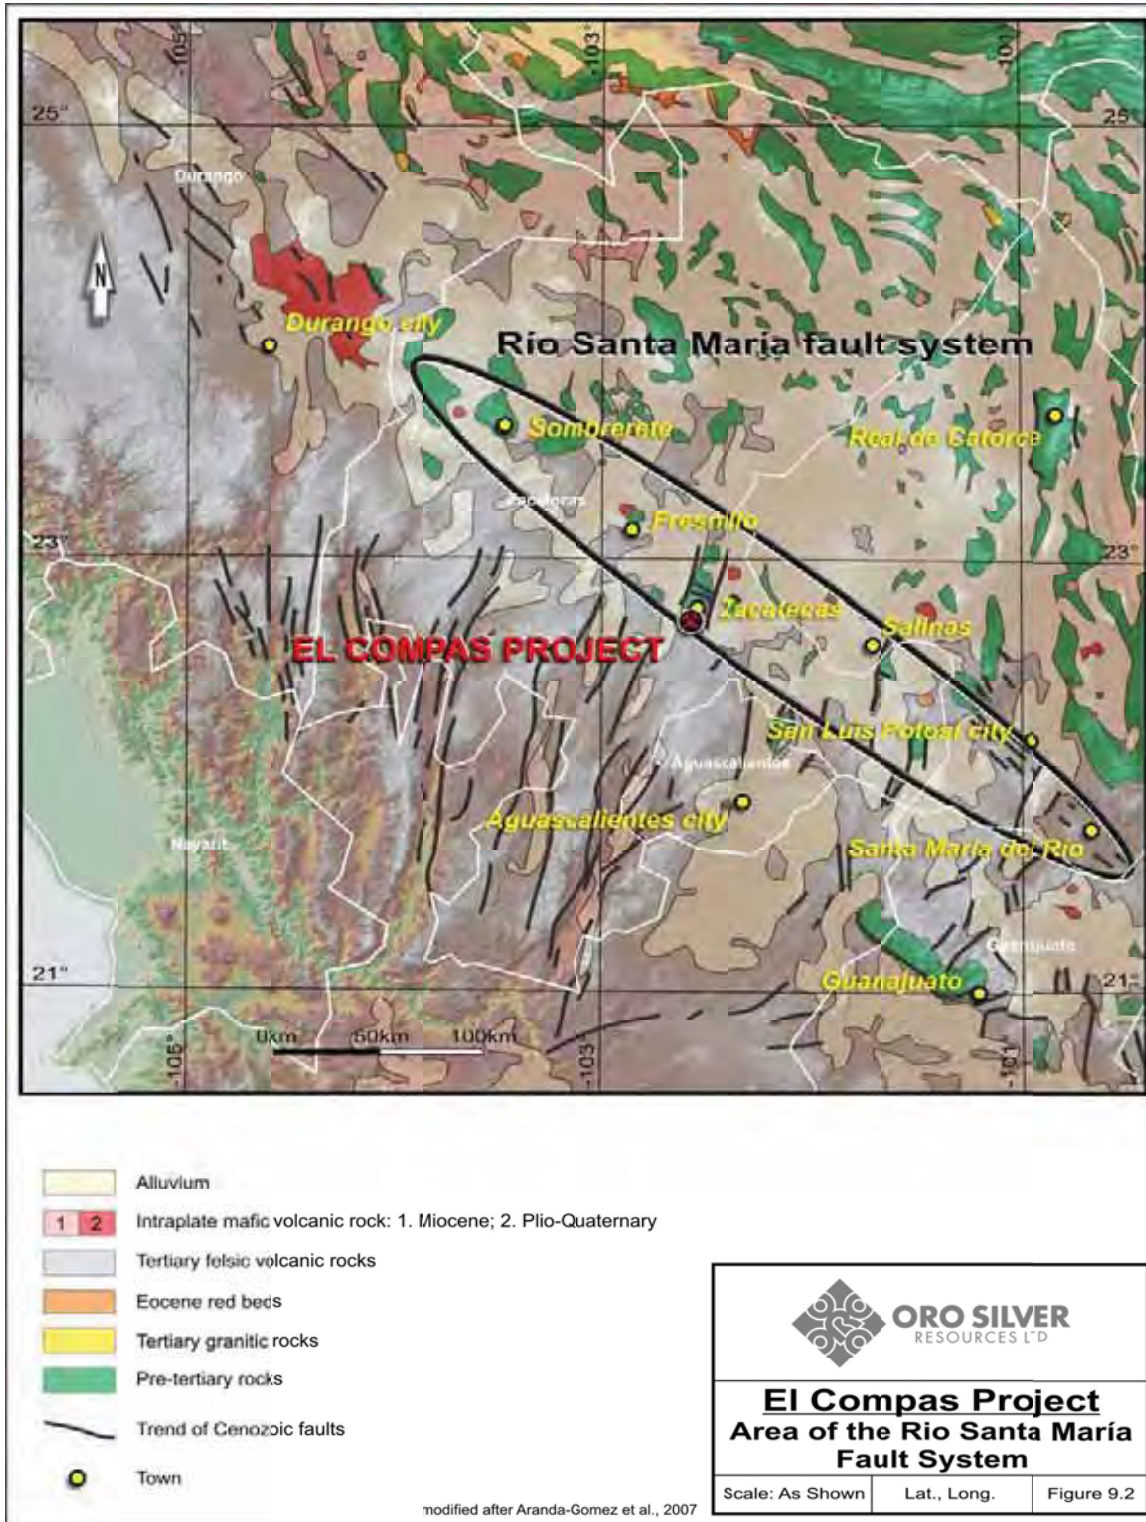 -105°
-103°
-101°
25°
25°
Durango
N
Durango city
Río Santa María fault system
Sombrerete
Real de Catorce
Zacatecas
Fresnillo
23°
23°
Zacatecas
Salinas
EL COMPAS PROJECT
San Luis Potosí city
Aguascalientes
Aguascalientes city
Nayarit
Santa María del Río
Guanajuato
21°
21°
Guanajuato
0km 50km 100km
-105°
-103°
-101°
Alluvium
1 2 Intraplate mafic volcanic rock: 1. Miocene; 2. Plio-Quaternary
Tertiary felsic volcanic rocks
Eocene red beds
Tertiary granitic rocks
Pre-tertiary rocks
Trend of Cenozoic faults
Town
modified after Aranda-Gomez et al., 2007
ORO SILVER
RESOURCES LTD
El Compas Project
Area of the Rio Santa María
Fault System
Scale: As Shown Lat., Long. Figure 9.2